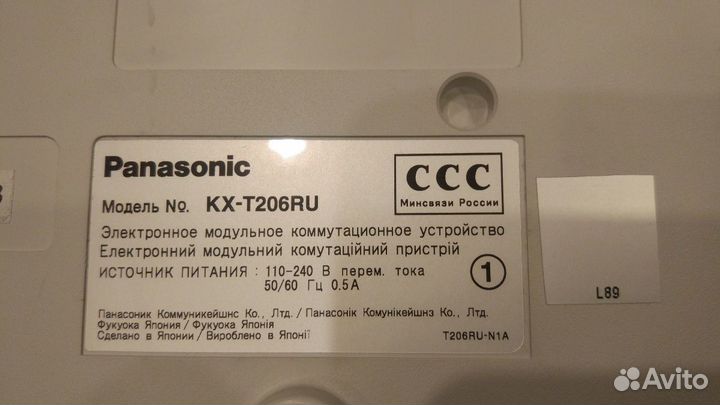 Panasonic
Модель №. KX-T206RU
CCC
Минсвязи России
Электронное модульное коммутационное устройство
Електронний модульний комутаційний пристрій
ИСТОЧНИК ПИТАНИЯ : 110-240 В перем. тока
50/60 Гц 0.5А
1
Панасоник Коммуникейшнс Ко., Лтд. / Панасонік Комунікейшнз Ко., Лтд.
Фукуока Япония / Фукуока Японія
Сделано в Японии / Вироблено в Японії
T206RU-N1A
L89
Avito